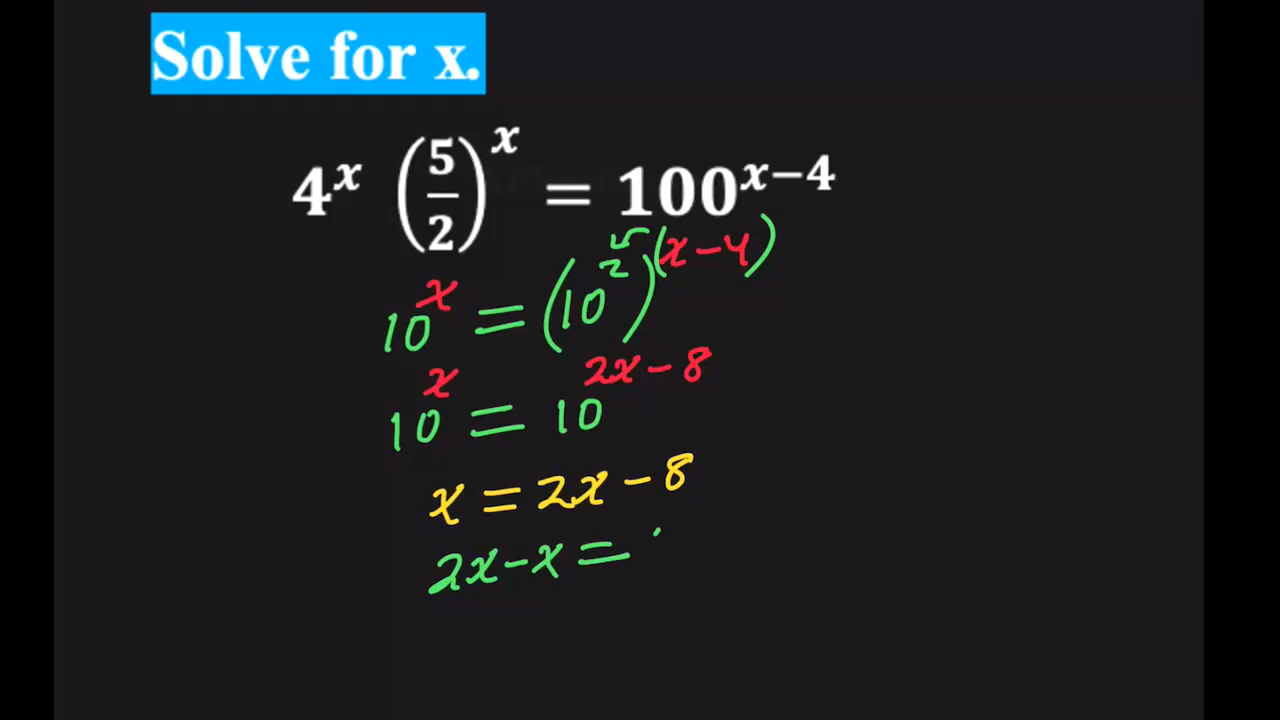 Solve for x.
4^x (5/2)^x = 100^{x-4}
10^x = (10^2)^{(x-4)}
10^x = 10^{2x-8}
x = 2x-8
2x-x =